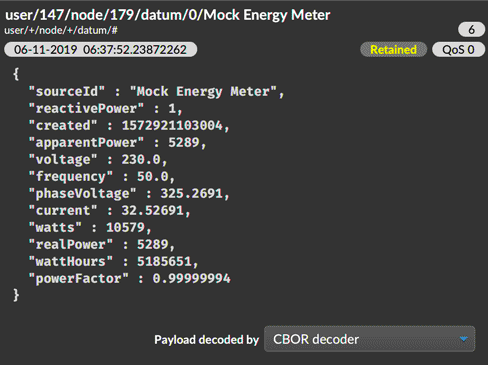 user/147/node/179/datum/0/Mock Energy Meter
user/+/node/+/datum/#
6
06-11-2019 06:37:52.23872262
Retained
QoS 0
{
"sourceId" : "Mock Energy Meter",
"reactivePower" : 1,
"created" : 1572921103004,
"apparentPower" : 5289,
"voltage" : 230.0,
"frequency" : 50.0,
"phaseVoltage" : 325.2691,
"current" : 32.52691,
"watts" : 10579,
"realPower" : 5289,
"wattHours" : 5185651,
"powerFactor" : 0.99999994
}
Payload decoded by
CBOR decoder